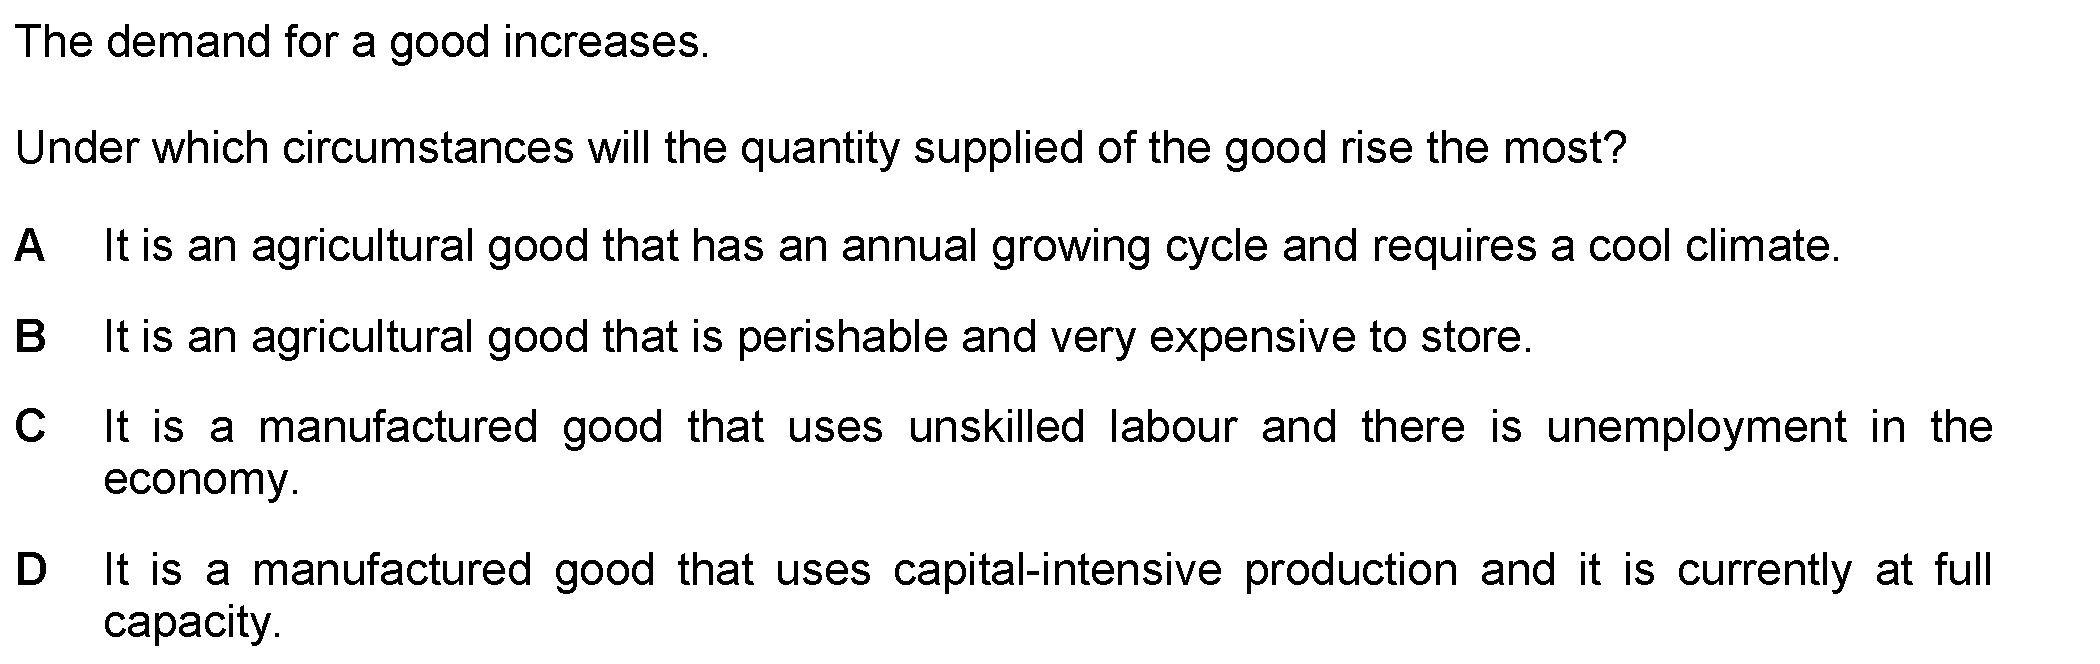 The demand for a good increases.
Under which circumstances will the quantity supplied of the good rise the most?
A It is an agricultural good that has an annual growing cycle and requires a cool climate.
B It is an agricultural good that is perishable and very expensive to store.
C It is a manufactured good that uses unskilled labour and there is unemployment in the
economy.
D It is a manufactured good that uses capital-intensive production and it is currently at full
capacity.